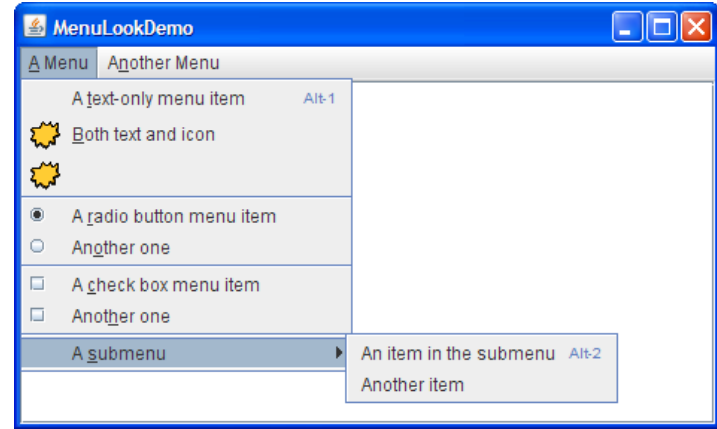 MenuLookDemo
A Menu Another Menu
A text-only menu item Alt-1
Both text and icon
A radio button menu item
Another one
A check box menu item
Another one
A submenu
An item in the submenu Alt-2
Another item